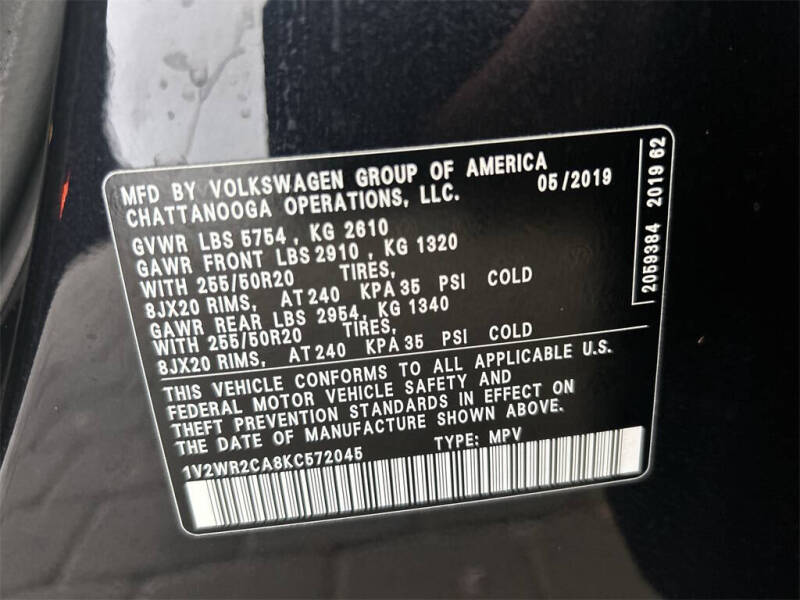 MFD BY VOLKSWAGEN GROUP OF AMERICA
CHATTANOOGA OPERATIONS, LLC. 05/2019
GVWR LBS 5754 , KG 2610
GAWR FRONT LBS 2910 , KG 1320
WITH 255/50R20 TIRES,
8JX20 RIMS, AT 240 KPA 35 PSI COLD
GAWR REAR LBS 2954, KG 1340
WITH 255/50R20 TIRES,
8JX20 RIMS, AT 240 KPA 35 PSI COLD
THIS VEHICLE CONFORMS TO ALL APPLICABLE U.S.
FEDERAL MOTOR VEHICLE SAFETY AND
THEFT PREVENTION STANDARDS IN EFFECT ON
THE DATE OF MANUFACTURE SHOWN ABOVE.
1V2WR2CA8KC572045 TYPE: MPV
2059384 2019 62